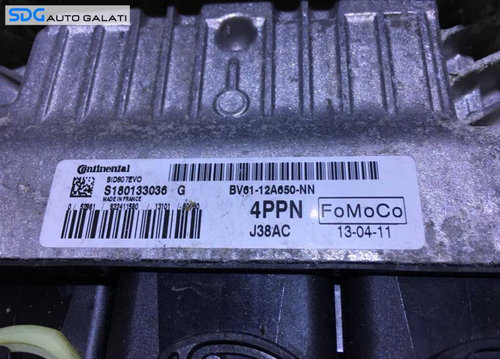 SDG AUTO GALATI
Continental
SID807EVO
S180133036 G
MADE IN FRANCE
BV61-12A650-NN
4PPN
FoMoCo
J38AC
13-04-11